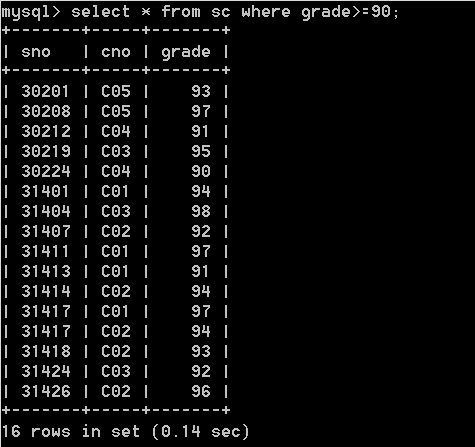 mysql> select * from sc where grade>=90;
+-------+-----+-------+
| sno   | cno | grade |
+-------+-----+-------+
| 30201 | C05 |    93 |
| 30208 | C05 |    97 |
| 30212 | C04 |    91 |
| 30219 | C03 |    95 |
| 30224 | C04 |    90 |
| 31401 | C01 |    94 |
| 31404 | C03 |    98 |
| 31407 | C02 |    92 |
| 31411 | C01 |    97 |
| 31413 | C01 |    91 |
| 31414 | C02 |    94 |
| 31417 | C01 |    97 |
| 31417 | C02 |    94 |
| 31418 | C02 |    93 |
| 31424 | C03 |    92 |
| 31426 | C02 |    96 |
+-------+-----+-------+
16 rows in set (0.14 sec)